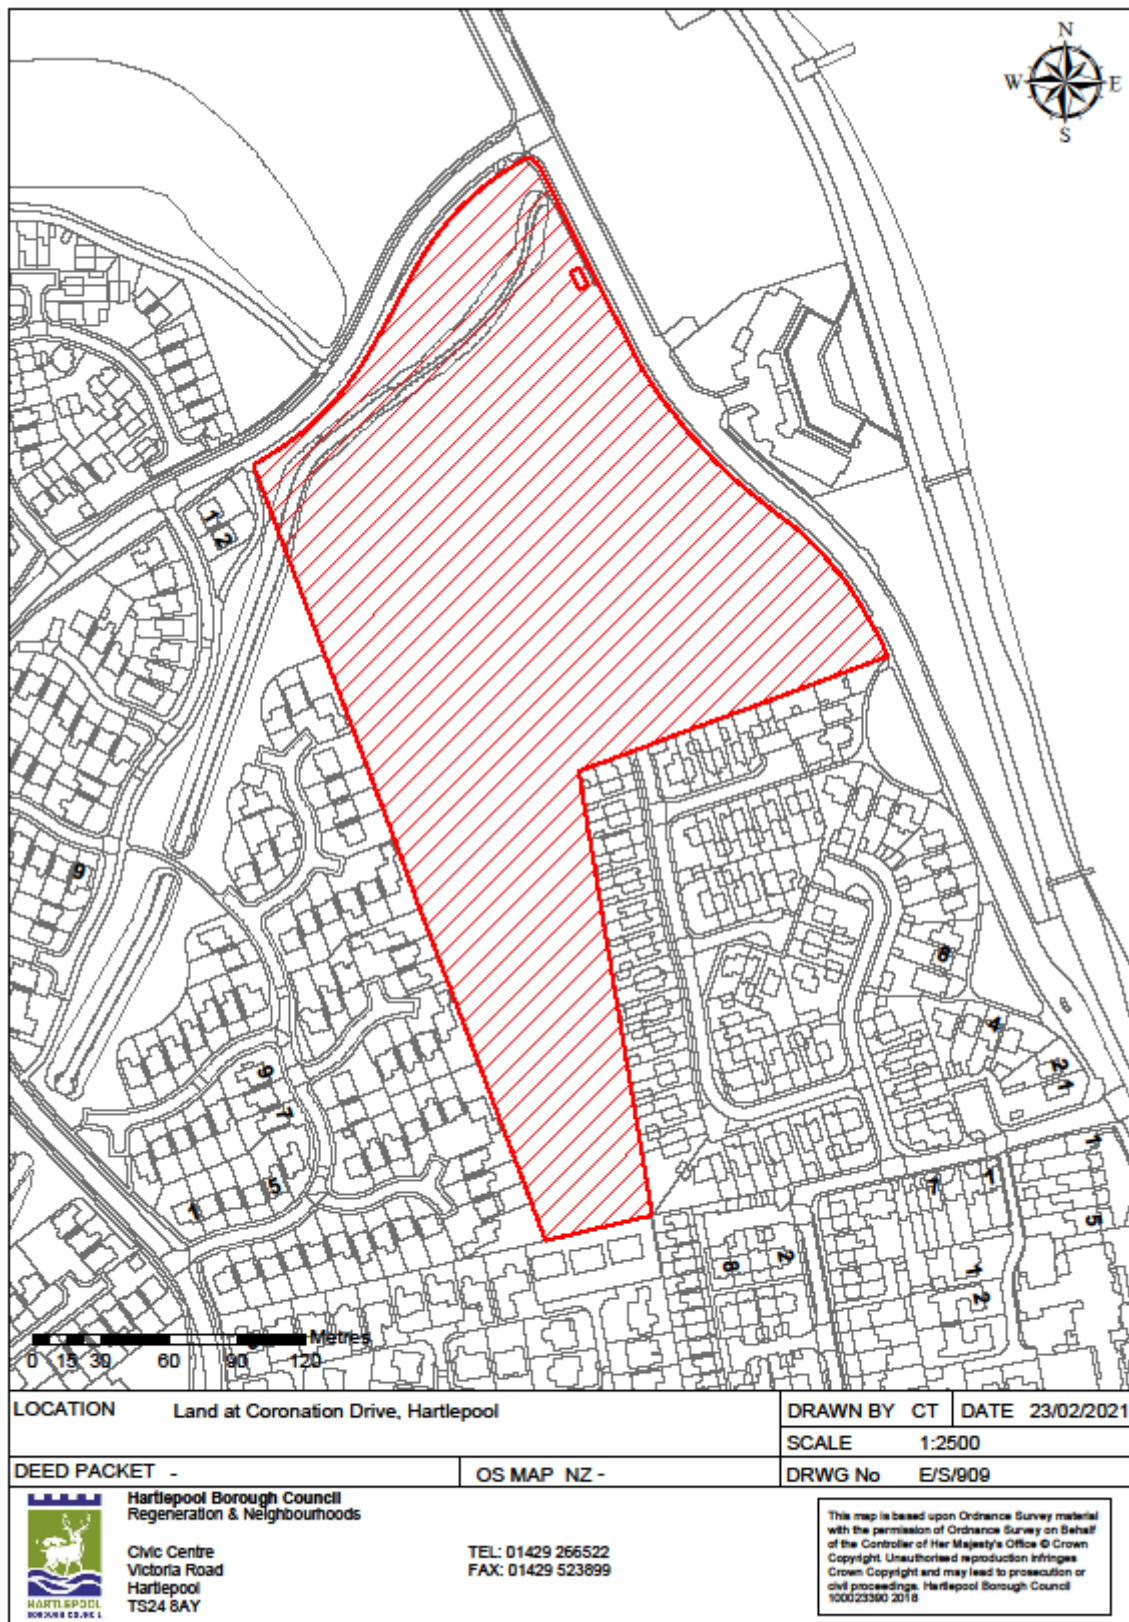 N
W E
S
1
2
9
8
4
2 1
9
7
5
1
1
7
1
5
8
2
1
2
Metres
0 15 30 60 90 120
LOCATION Land at Coronation Drive, Hartlepool
DRAWN BY CT DATE 23/02/2021
SCALE 1:2500
DEED PACKET - OS MAP NZ - DRWG No E/S/909
Hartlepool Borough Council
Regeneration & Neighbourhoods
Civic Centre
Victoria Road
Hartlepool
TS24 8AY
TEL: 01429 266522
FAX: 01429 523899
HARTLEPOOL
BOROUGH COUNCIL
This map is based upon Ordnance Survey material
with the permission of Ordnance Survey on Behalf
of the Controller of Her Majesty's Office © Crown
Copyright. Unauthorised reproduction infringes
Crown Copyright and may lead to prosecution or
civil proceedings. Hartlepool Borough Council
100023390 2018